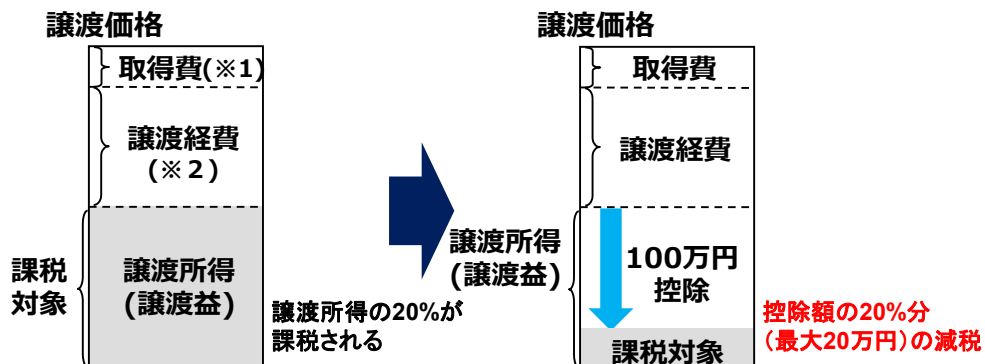 譲渡価格
取得費(※1)
譲渡経費
(※２)
課税
対象
譲渡所得
(譲渡益)
譲渡所得の20%が
課税される
譲渡価格
取得費
譲渡経費
譲渡所得
(譲渡益)
100万円
控除
課税対象
控除額の20%分
（最大20万円）の減税